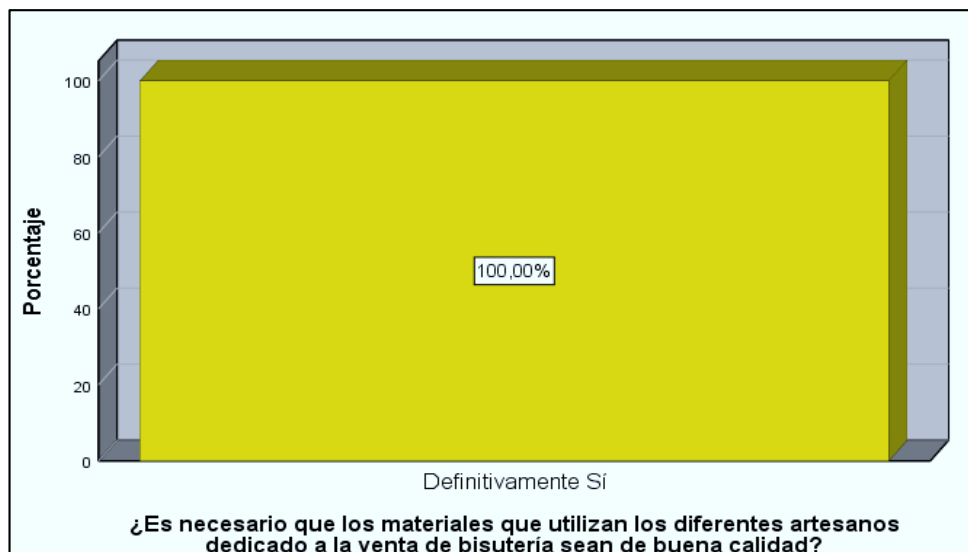 Porcentaje
100
80
60
40
20
0
100,00%
Definitivamente Sí
¿Es necesario que los materiales que utilizan los diferentes artesanos
dedicado a la venta de bisutería sean de buena calidad?